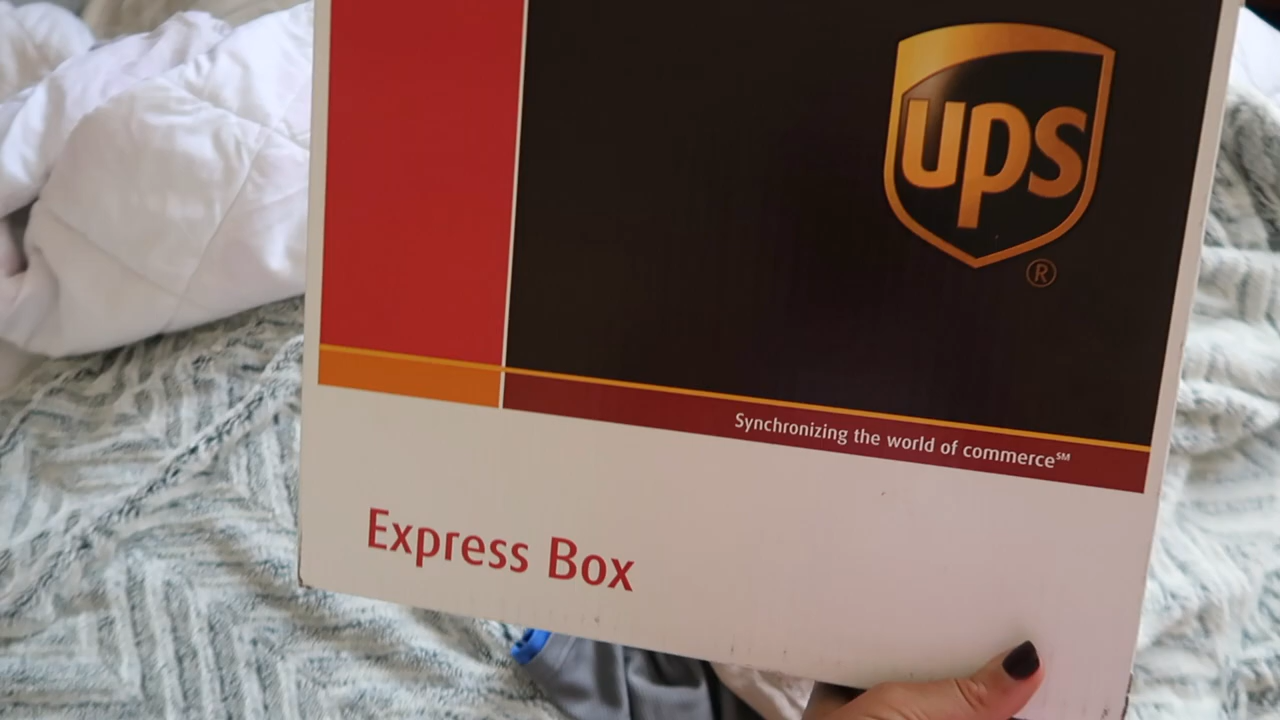 ups
®
Synchronizing the world of commerce℠
Express Box